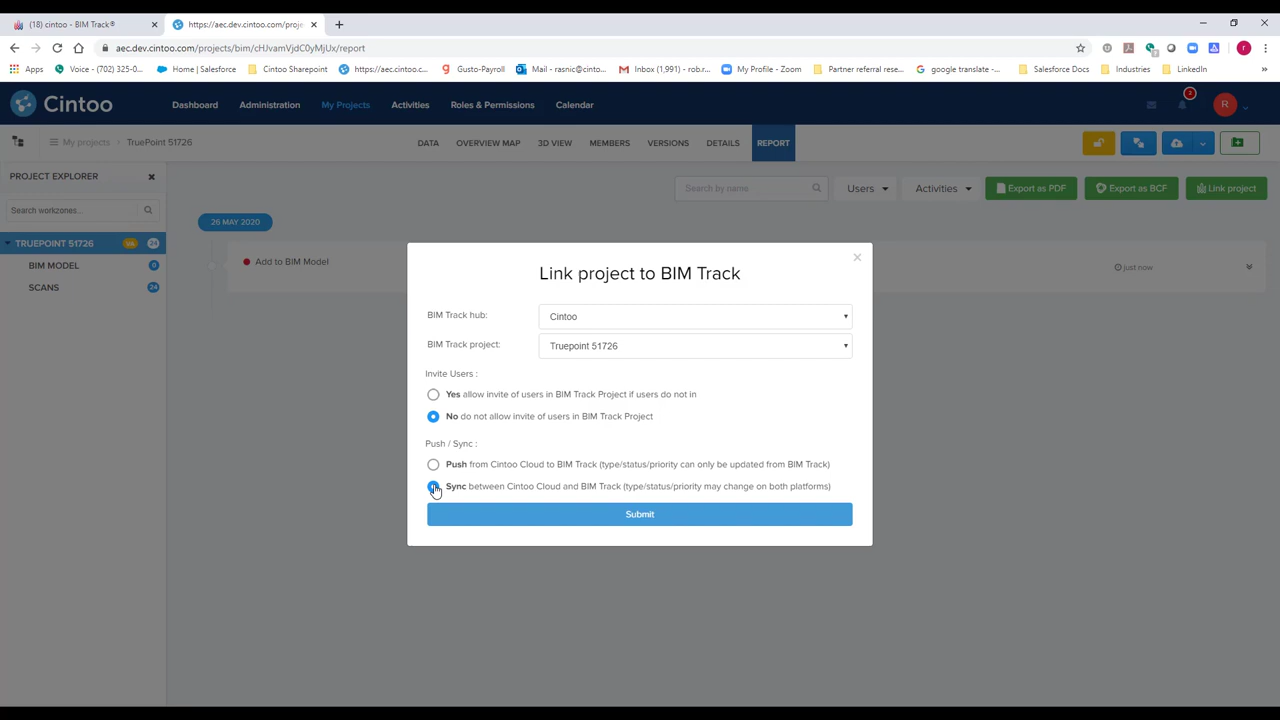 (18) cintoo - BIM Track®
https://aec.dev.cintoo.com/proje
aec.dev.cintoo.com/projects/bim/cHJvamVjdC0yMjUx/report
Apps
Voice - (702) 325-0...
Home | Salesforce
Cintoo Sharepoint
https://aec.cintoo.c...
Gusto-Payroll
Mail - rasnic@cinto...
Inbox (1,991) - rob.r...
My Profile - Zoom
Partner referral rese...
google translate -...
Salesforce Docs
Industries
LinkedIn
Cintoo
Dashboard
Administration
My Projects
Activities
Roles & Permissions
Calendar
2
R
My projects
TruePoint 51726
DATA
OVERVIEW MAP
3D VIEW
MEMBERS
VERSIONS
DETAILS
REPORT
PROJECT EXPLORER
Search by name
Users
Activities
Export as PDF
Export as BCF
Link project
Search workzones...
26 MAY 2020
TRUEPOINT 51726
24
BIM MODEL
0
Add to BIM Model
just now
SCANS
24
Link project to BIM Track
BIM Track hub:
Cintoo
BIM Track project:
Truepoint 51726
Invite Users :
Yes allow invite of users in BIM Track Project if users do not in
No do not allow invite of users in BIM Track Project
Push / Sync :
Push from Cintoo Cloud to BIM Track (type/status/priority can only be updated from BIM Track)
Sync between Cintoo Cloud and BIM Track (type/status/priority may change on both platforms)
Submit